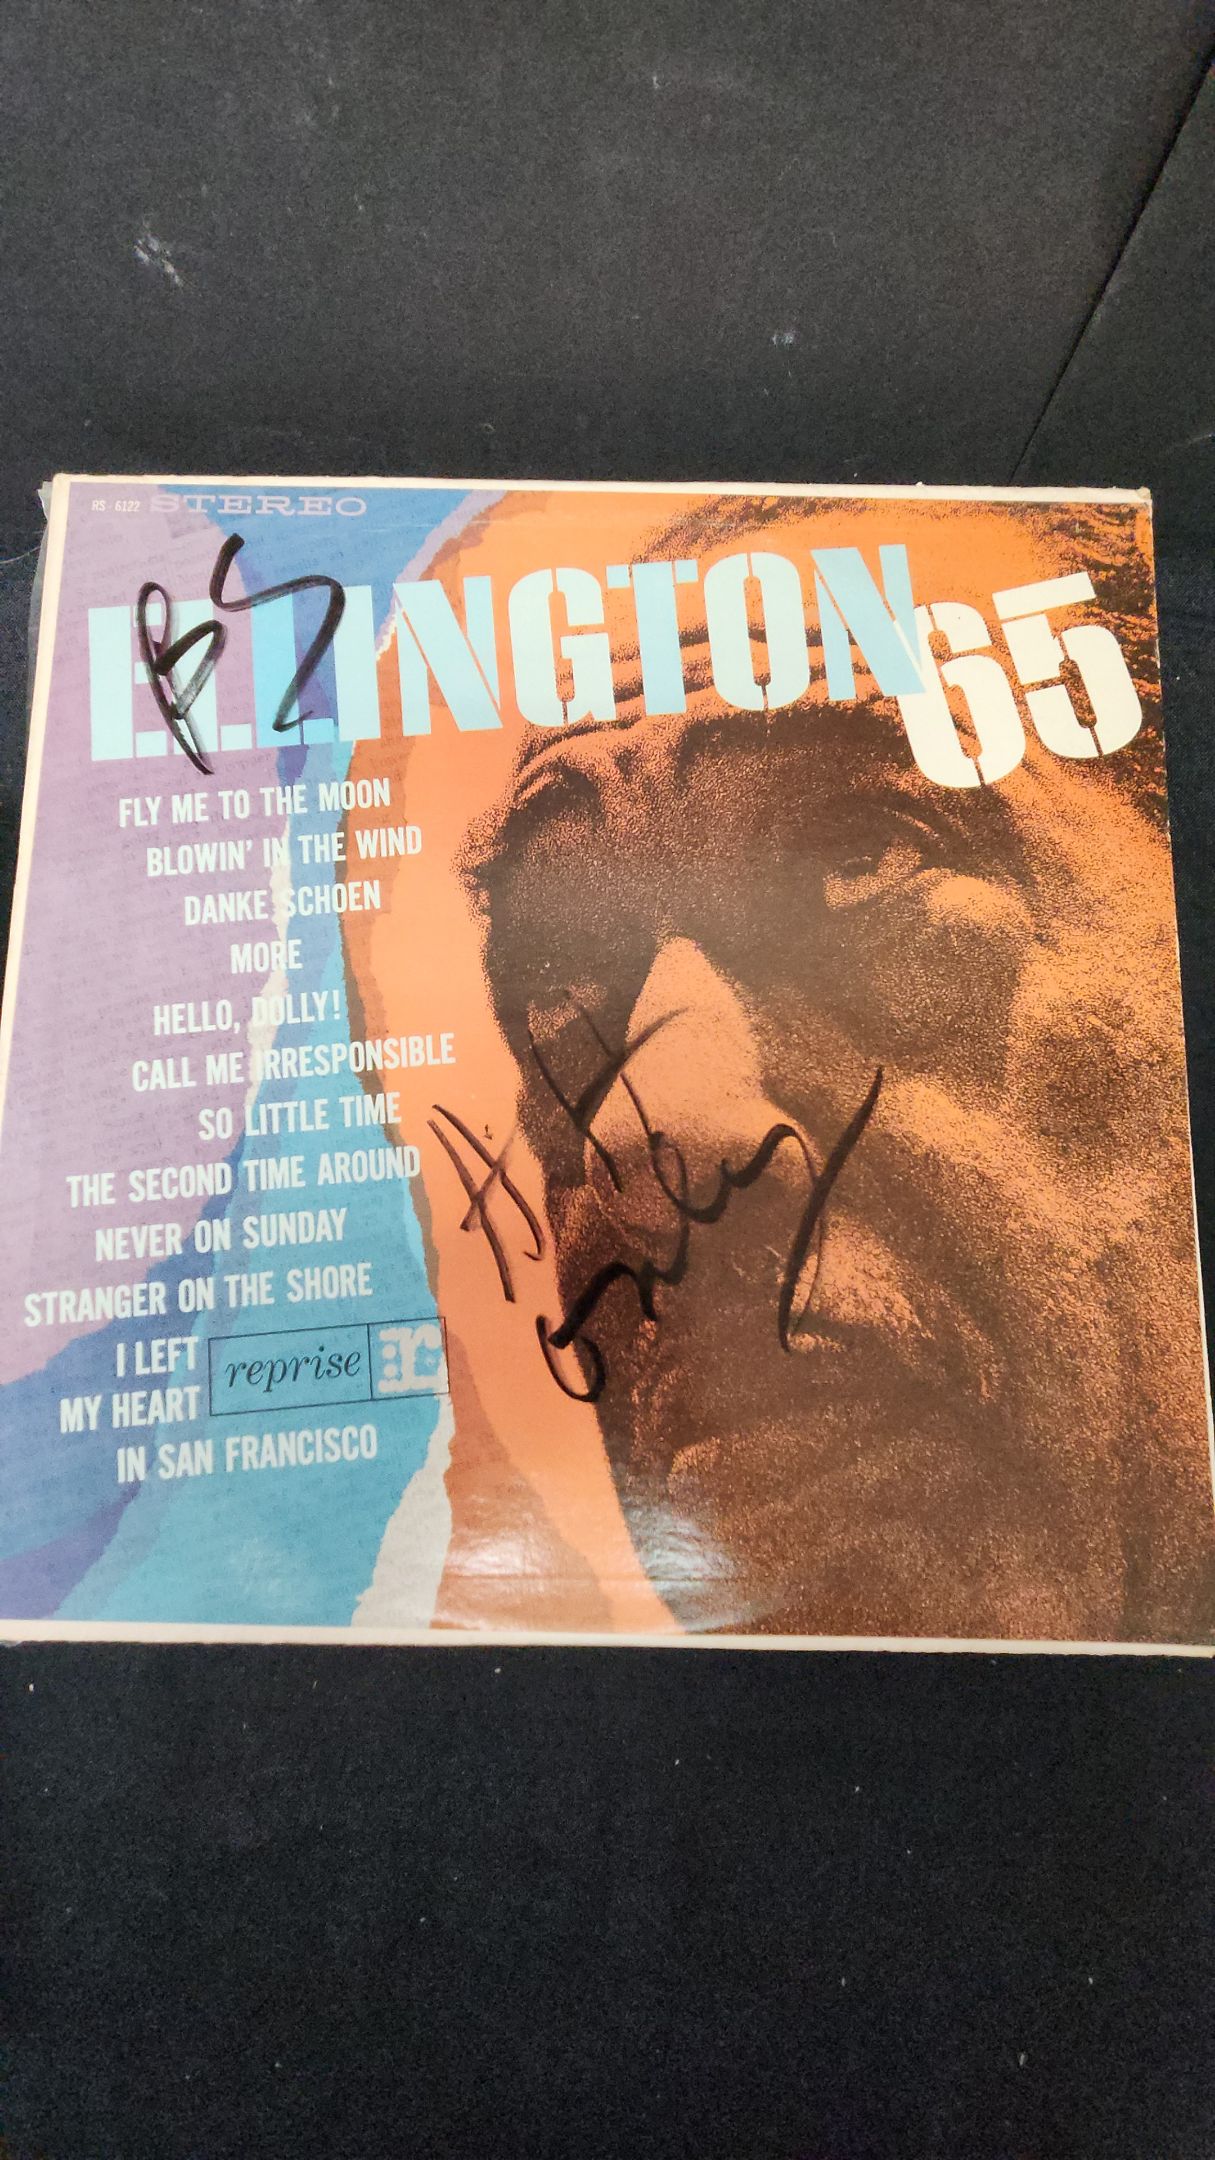 RS - 6122 STEREO
ELLINGTON 65
FLY ME TO THE MOON
BLOWIN' IN THE WIND
DANKE SCHOEN
MORE
HELLO, DOLLY!
CALL ME IRRESPONSIBLE
SO LITTLE TIME
THE SECOND TIME AROUND
NEVER ON SUNDAY
STRANGER ON THE SHORE
I LEFT
MY HEART
IN SAN FRANCISCO
reprise r: